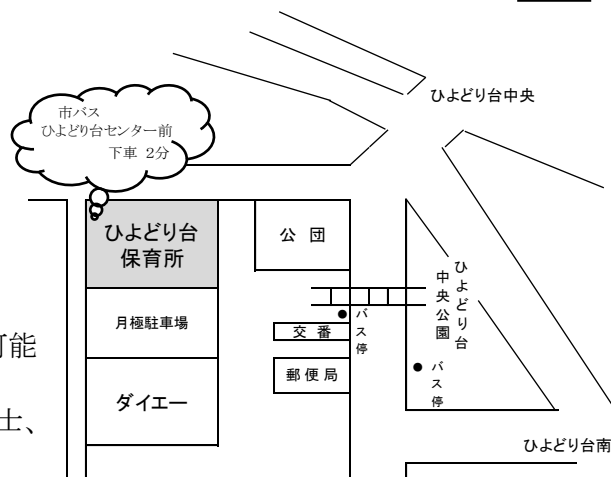 ひよどり台中央
市バス
ひよどり台センター前
下車 2分
ひよどり台
保育所
公団
月極駐車場
ひよどり台
中央公園
バス停
交番
郵便局
バス停
ダイエー
可能
士、
ひよどり台南